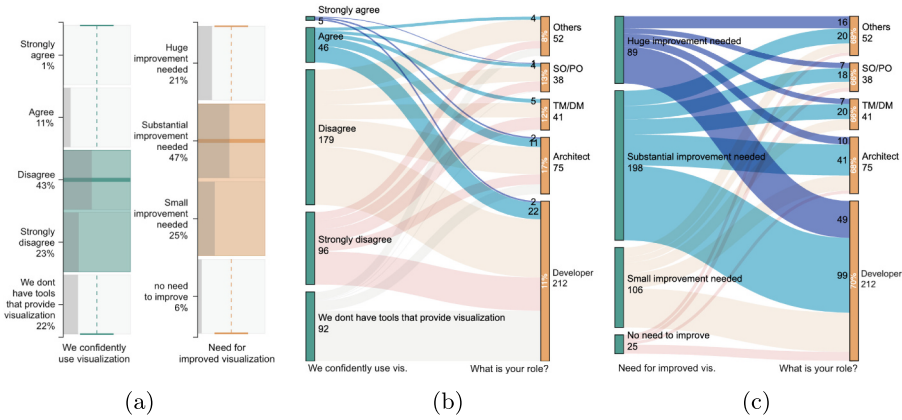 Strongly
agree
1%
Agree
11%
Disagree
43%
Strongly
disagree
23%
We dont
have tools
that provide
visualization
22%
We confidently
use visualization
Huge
improvement
needed
21%
Substantial
improvement
needed
47%
Small
improvement
needed
25%
no need
to improve
6%
Need for
improved visualization
(a)
Strongly agree
5
Agree
46
Disagree
179
Strongly disagree
96
We dont have tools that provide visualization
92
We confidently use vis.
4
Others
52
4
SO/PO
38
5
TM/DM
41
2
11
Architect
75
17%
2
22
Developer
212
11%
What is your role?
(b)
Huge improvement needed
89
Substantial improvement needed
198
Small improvement needed
106
No need to improve
25
Need for improved vis.
16
20
Others
52
7
18
SO/PO
38
7
20
TM/DM
41
10
41
Architect
75
49
99
Developer
212
70%
What is your role?
(c)